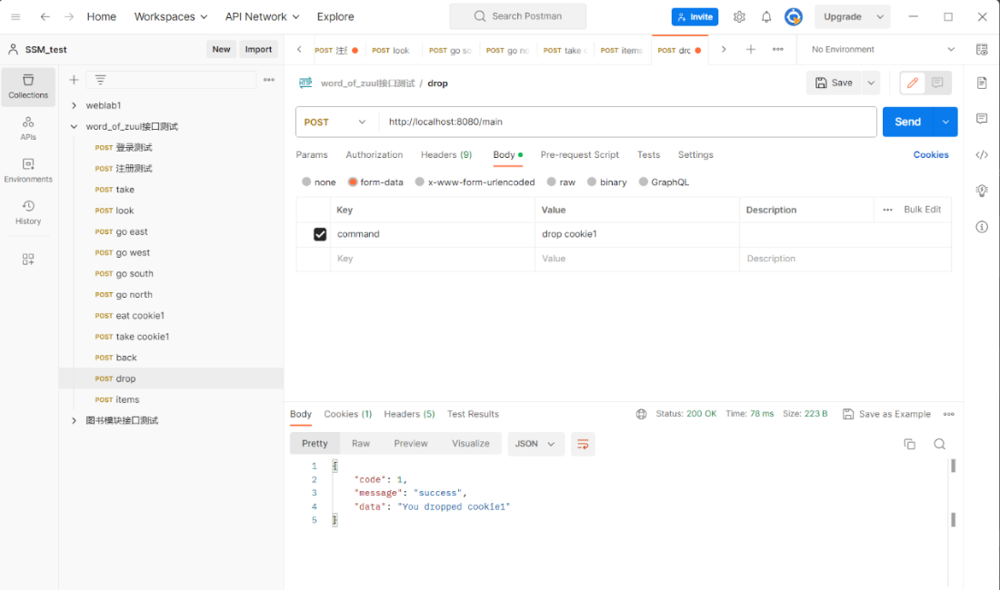 Home Workspaces API Network Explore Search Postman Invite Upgrade
SSM_test New Import POST 注 POST look POST go so POST go no POST take POST items POST drc No Environment
Collections
APIs
Environments
History
weblab1
word_of_zuul接口测试
POST 登录测试
POST 注册测试
POST take
POST look
POST go east
POST go west
POST go south
POST go north
POST eat cookie1
POST take cookie1
POST back
POST drop
POST items
图书模块接口测试
HTTP word_of_zuul接口测试 / drop Save
POST http://localhost:8080/main Send
Params Authorization Headers (9) Body Pre-request Script Tests Settings Cookies
none form-data x-www-form-urlencoded raw binary GraphQL
Key Value Description Bulk Edit
command drop cookie1
Key Value Description
Body Cookies (1) Headers (5) Test Results Status: 200 OK Time: 78 ms Size: 223 B Save as Example
Pretty Raw Preview Visualize JSON
1 {
2 "code": 1,
3 "message": "success",
4 "data": "You dropped cookie1"
5 }